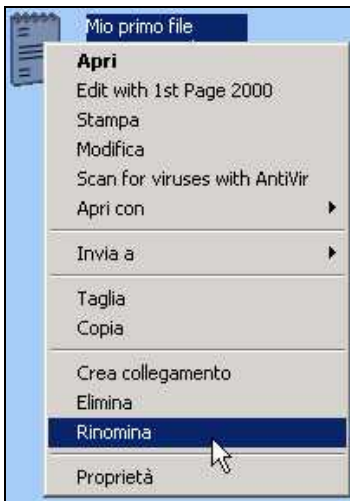 Mio primo file
Apri
Edit with 1st Page 2000
Stampa
Modifica
Scan for viruses with AntiVir
Apri con
Invia a
Taglia
Copia
Crea collegamento
Elimina
Rinomina
Proprietà